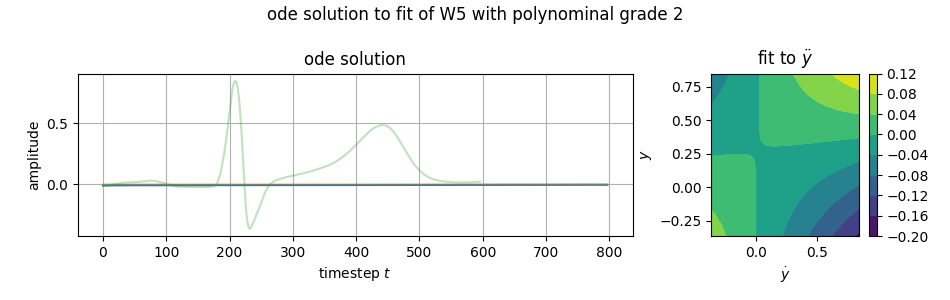 ode solution to fit of W5 with polynominal grade 2
ode solution
fit to ÿ
amplitude
0.5
0.0
0 100 200 300 400 500 600 700 800
timestep t
y
0.75
0.50
0.25
0.00
−0.25
0.0 0.5
ẏ
0.12
0.08
0.04
0.00
−0.04
−0.08
−0.12
−0.16
−0.20